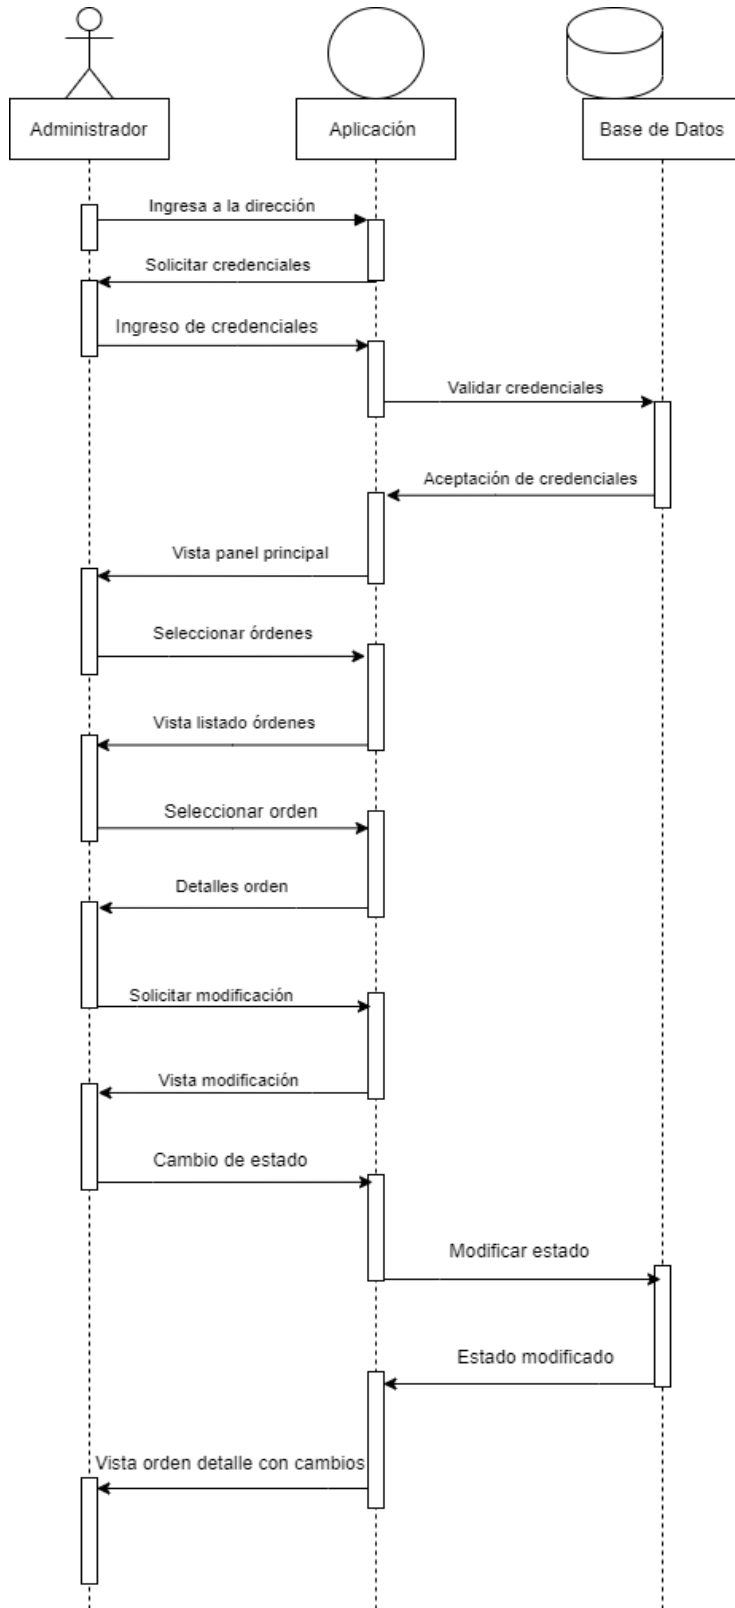 Administrador
Aplicación
Base de Datos
Ingresa a la dirección
Solicitar credenciales
Ingreso de credenciales
Validar credenciales
Aceptación de credenciales
Vista panel principal
Seleccionar órdenes
Vista listado órdenes
Seleccionar orden
Detalles orden
Solicitar modificación
Vista modificación
Cambio de estado
Modificar estado
Estado modificado
Vista orden detalle con cambios